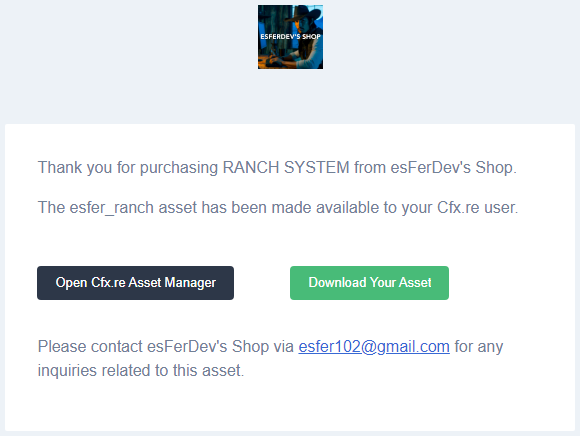 ESFERDEV'S SHOP
Thank you for purchasing RANCH SYSTEM from esFerDev's Shop.
The esfer_ranch asset has been made available to your Cfx.re user.
Open Cfx.re Asset Manager
Download Your Asset
Please contact esFerDev's Shop via esfer102@gmail.com for any
inquiries related to this asset.